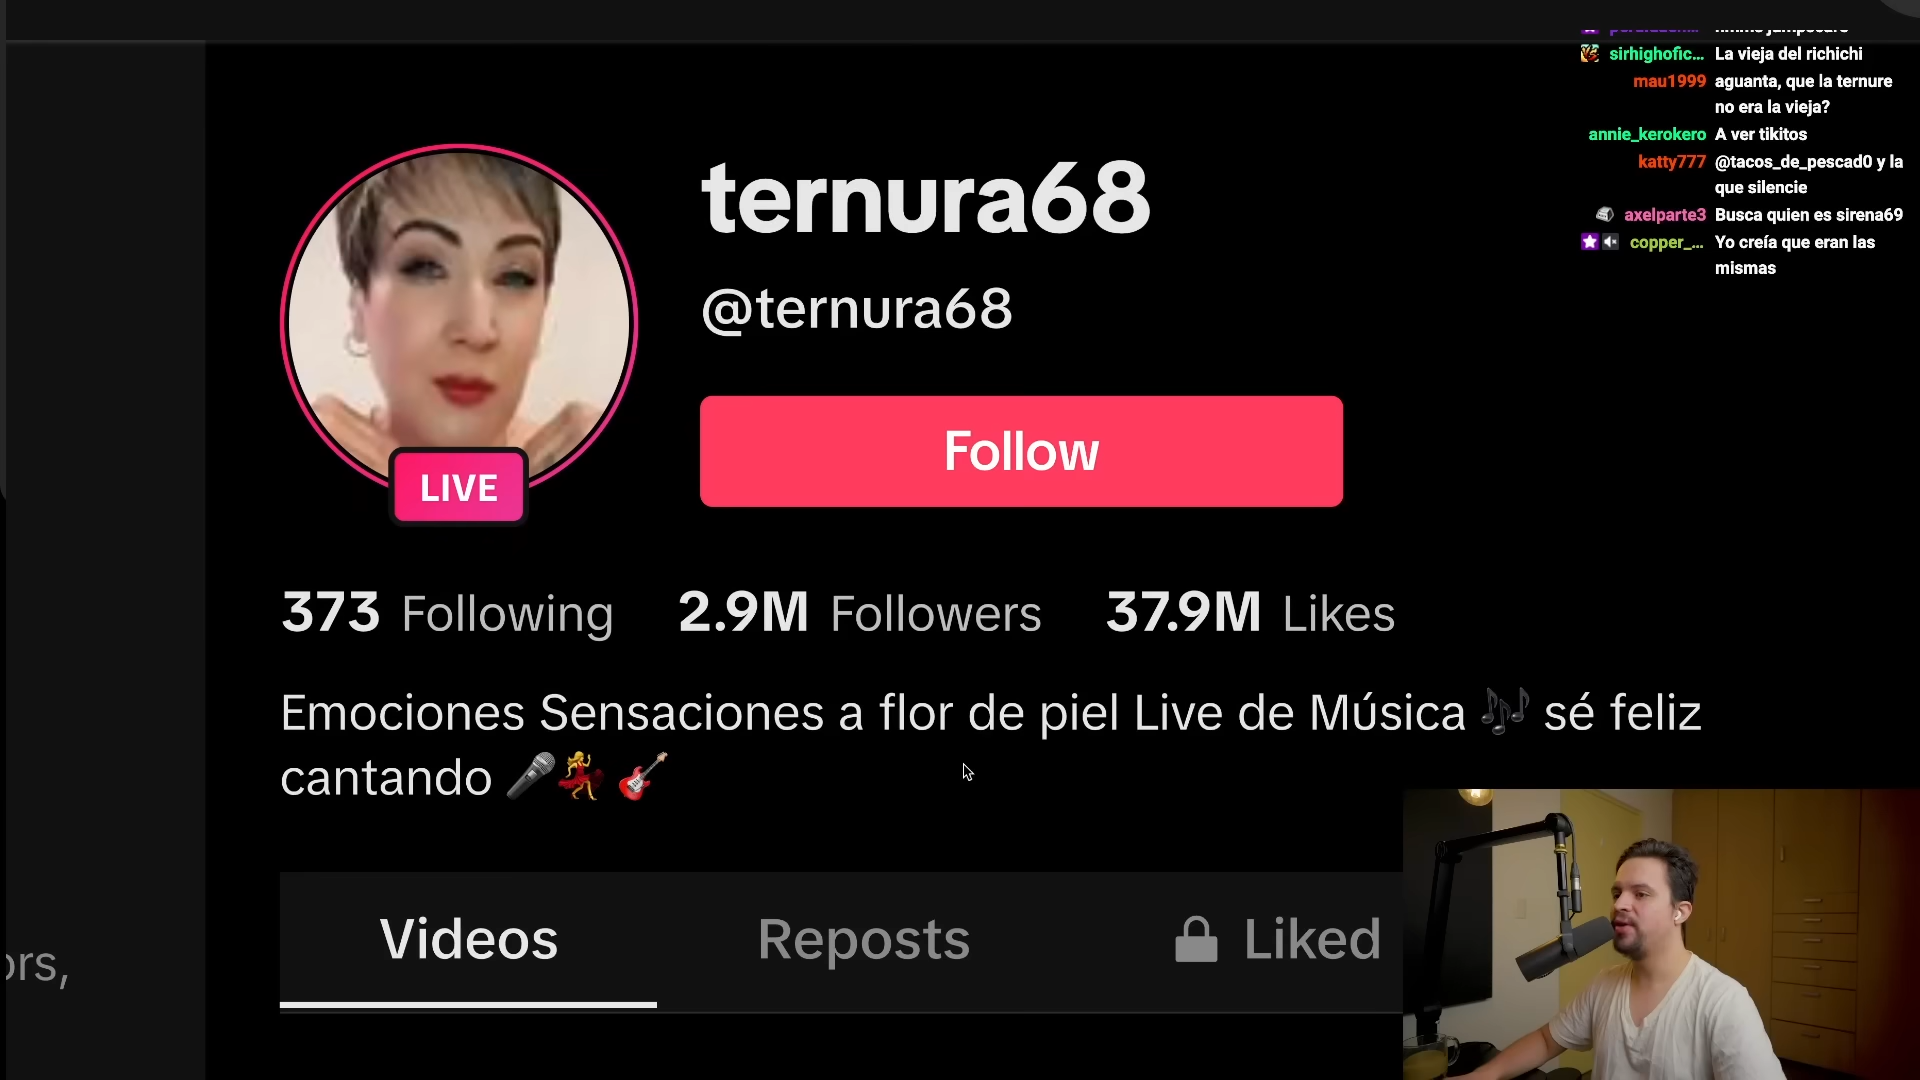 ternura68
@ternura68
Follow
LIVE
373 Following 2.9M Followers 37.9M Likes
Emociones Sensaciones a flor de piel Live de Música 🎶 sé feliz
cantando 🎤💃🎸
Videos Reposts Liked
ors,
sirhighofic... La vieja del richichi
mau1999 aguanta, que la ternure
no era la vieja?
annie_kerokero A ver tikitos
katty777 @tacos_de_pescad0 y la
que silencie
axelparte3 Busca quien es sirena69
copper_... Yo creía que eran las
mismas